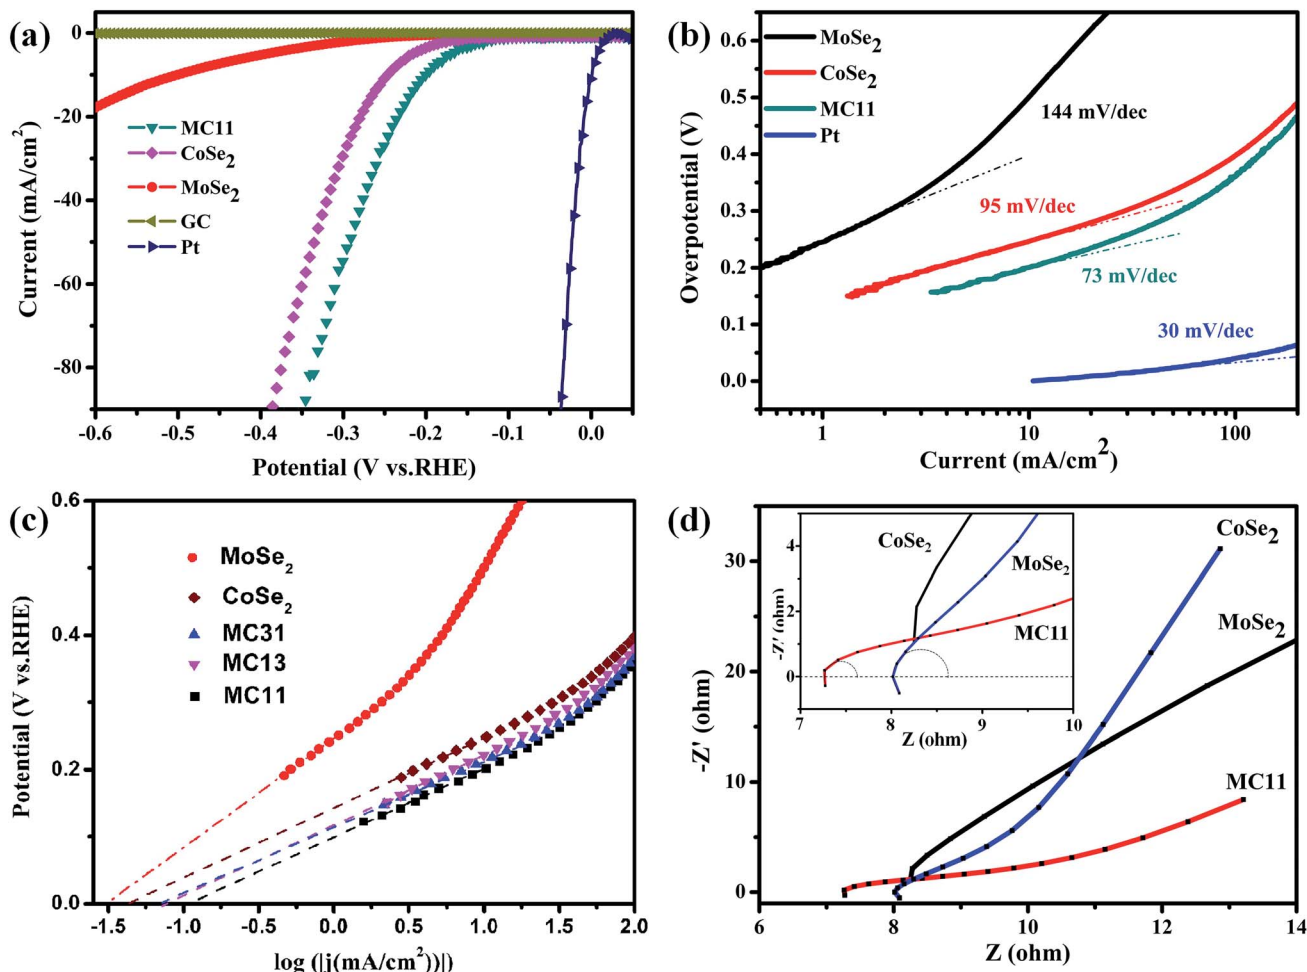 (a)
0
-20
-40
-60
-80
Current (mA/cm²)
MC11
CoSe₂
MoSe₂
GC
Pt
-0.6
-0.5
-0.4
-0.3
-0.2
-0.1
0.0
Potential (V vs.RHE)
(b)
0.6
0.5
0.4
0.3
0.2
0.1
0.0
Overpotential (V)
MoSe₂
CoSe₂
MC11
Pt
144 mV/dec
95 mV/dec
73 mV/dec
30 mV/dec
1
10
100
Current (mA/cm²)
(c)
0.6
0.4
0.2
0.0
Potential (V vs.RHE)
MoSe₂
CoSe₂
MC31
MC13
MC11
-1.5
-1.0
-0.5
0.0
0.5
1.0
1.5
2.0
log (|j(mA/cm²))|)
(d)
30
20
10
0
-Z' (ohm)
CoSe₂
MoSe₂
MC11
4
2
0
-Z' (ohm)
CoSe₂
MoSe₂
MC11
7
8
9
10
Z (ohm)
6
8
10
12
14
Z (ohm)